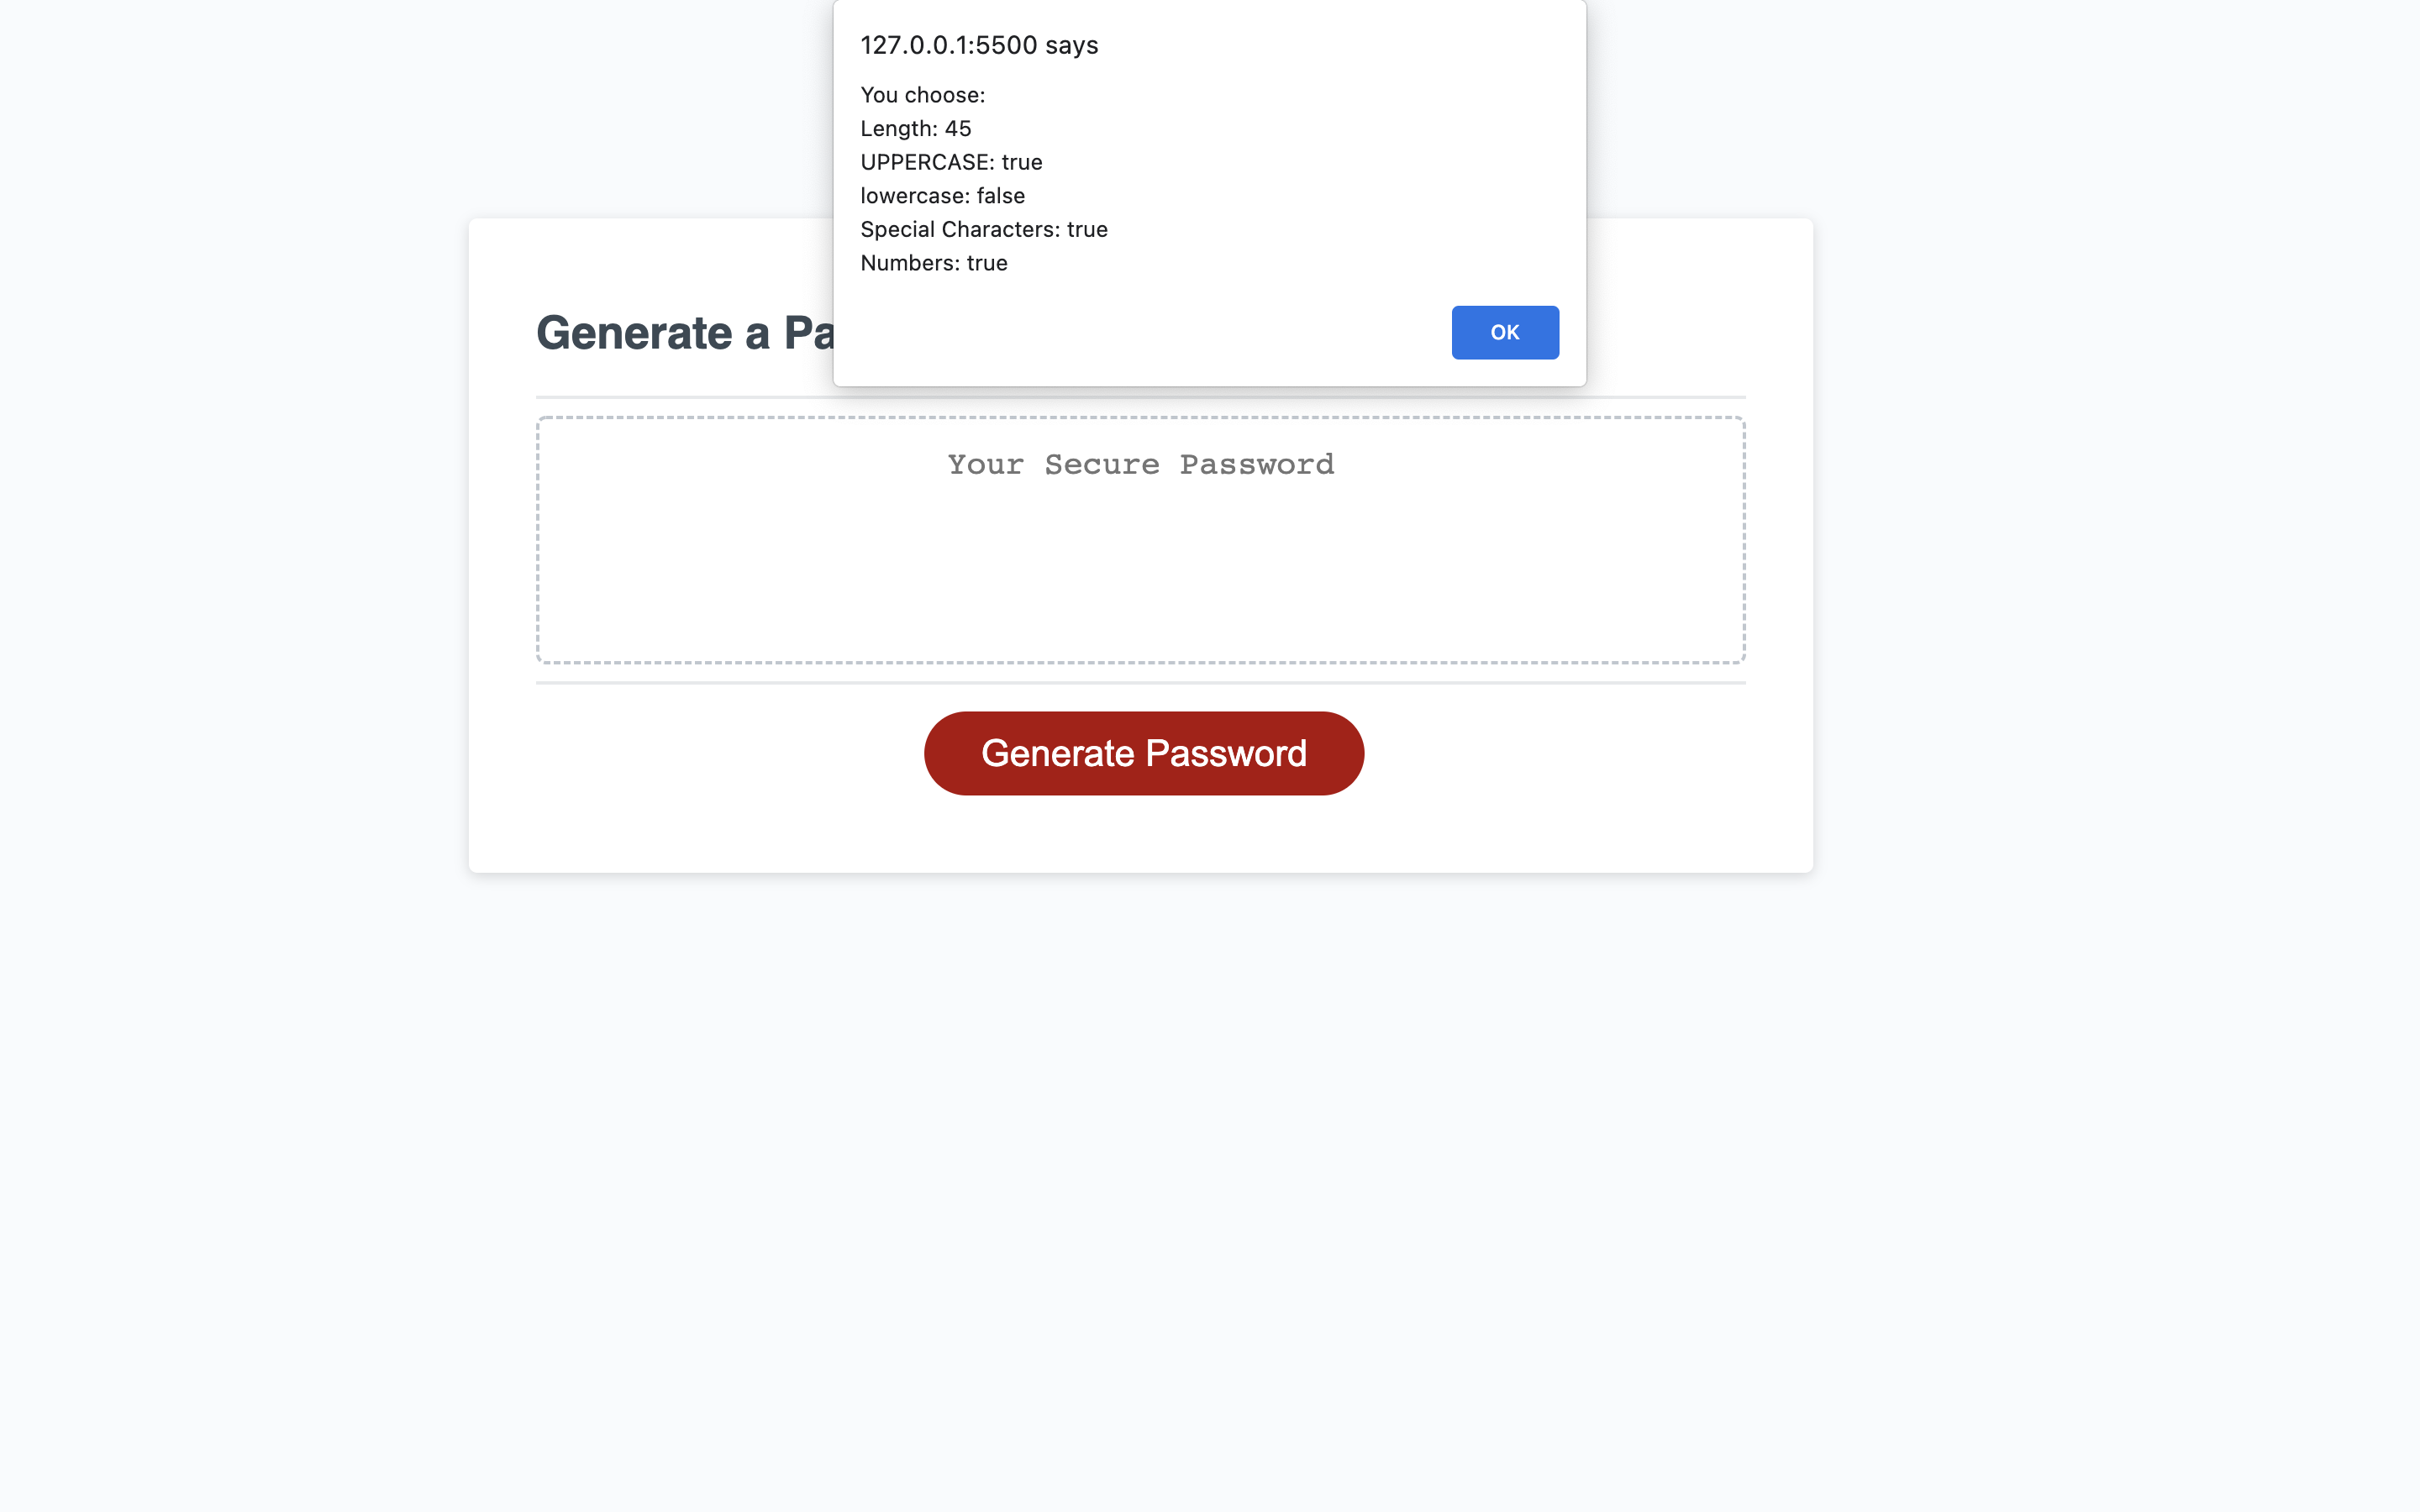 127.0.0.1:5500 says
You choose:
Length: 45
UPPERCASE: true
lowercase: false
Special Characters: true
Numbers: true
OK
Generate a Pa
Your Secure Password
Generate Password